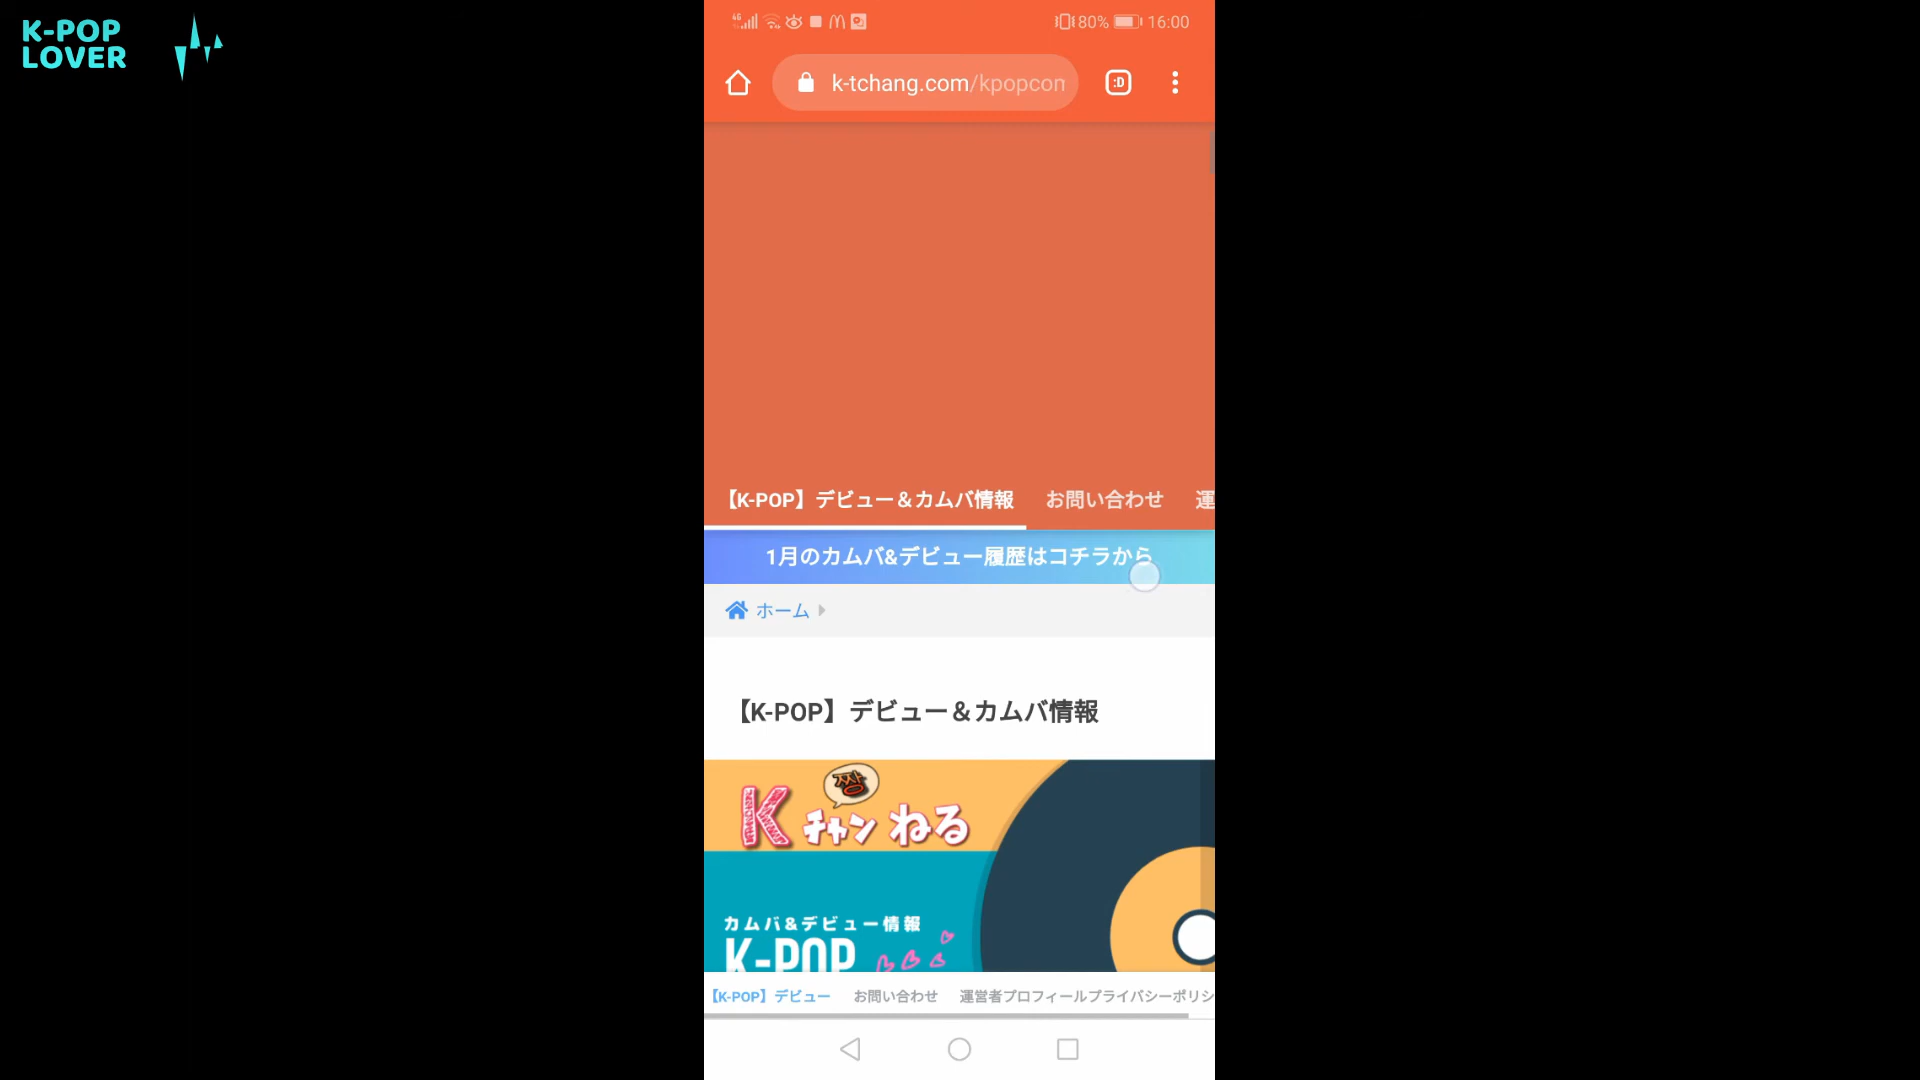 K-POP
LOVER
4G
80%
16:00
k-tchang.com/kpopcom
:D
【K-POP】デビュー＆カムバ情報 お問い合わせ 運
1月のカムバ&デビュー履歴はコチラから
ホーム
【K-POP】デビュー＆カムバ情報
짱
Kチャンねる
カムバ&デビュー情報
K-POP
【K-POP】デビュー お問い合わせ 運営者プロフィール プライバシーポリシ